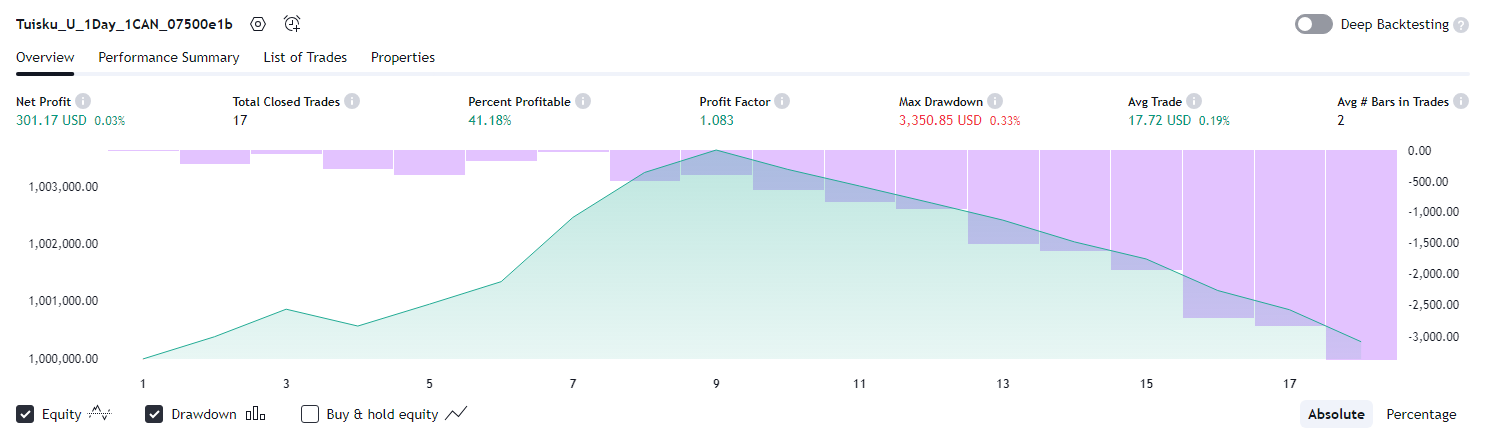 Tuisku_U_1Day_1CAN_07500e1b
Deep Backtesting ?
Overview Performance Summary List of Trades Properties
Net Profit i Total Closed Trades i Percent Profitable i Profit Factor i Max Drawdown i Avg Trade i Avg # Bars in Trades i
301.17 USD 0.03% 17 41.18% 1.083 3,350.85 USD 0.33% 17.72 USD 0.19% 2
0.00
1,003,000.00 -500.00
-1,000.00
1,002,000.00 -1,500.00
-2,000.00
1,001,000.00 -2,500.00
-3,000.00
1,000,000.00
1 3 5 7 9 11 13 15 17
Equity Drawdown Buy & hold equity Absolute Percentage